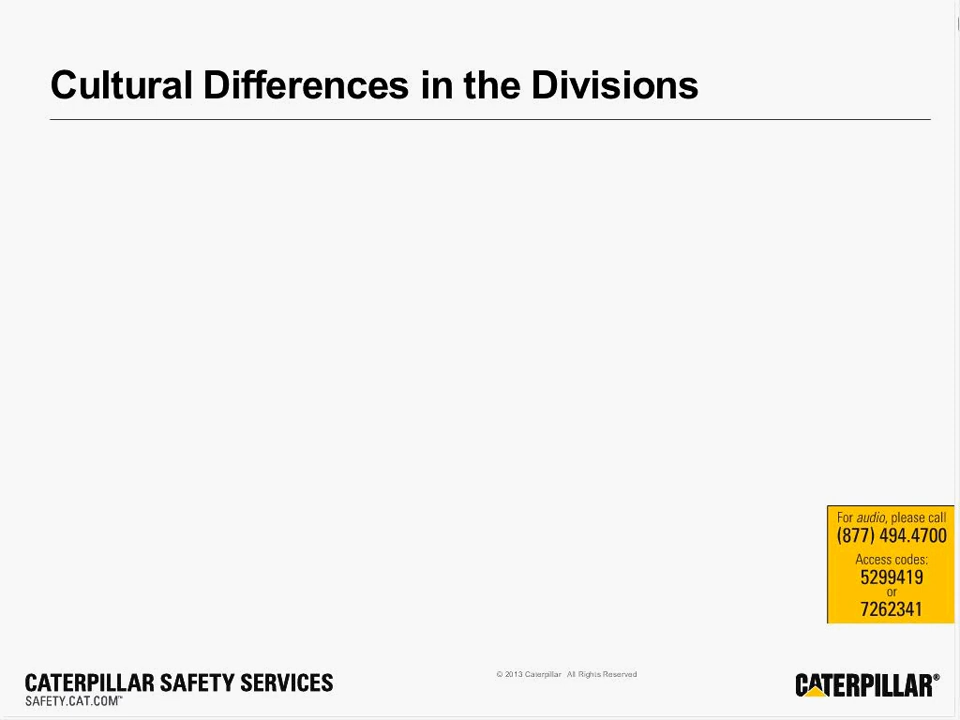 Cultural Differences in the Divisions
For audio, please call
(877) 494.4700
Access codes:
5299419
or
7262341
© 2013 Caterpillar All Rights Reserved
CATERPILLAR SAFETY SERVICES
SAFETY.CAT.COM™
CATERPILLAR®